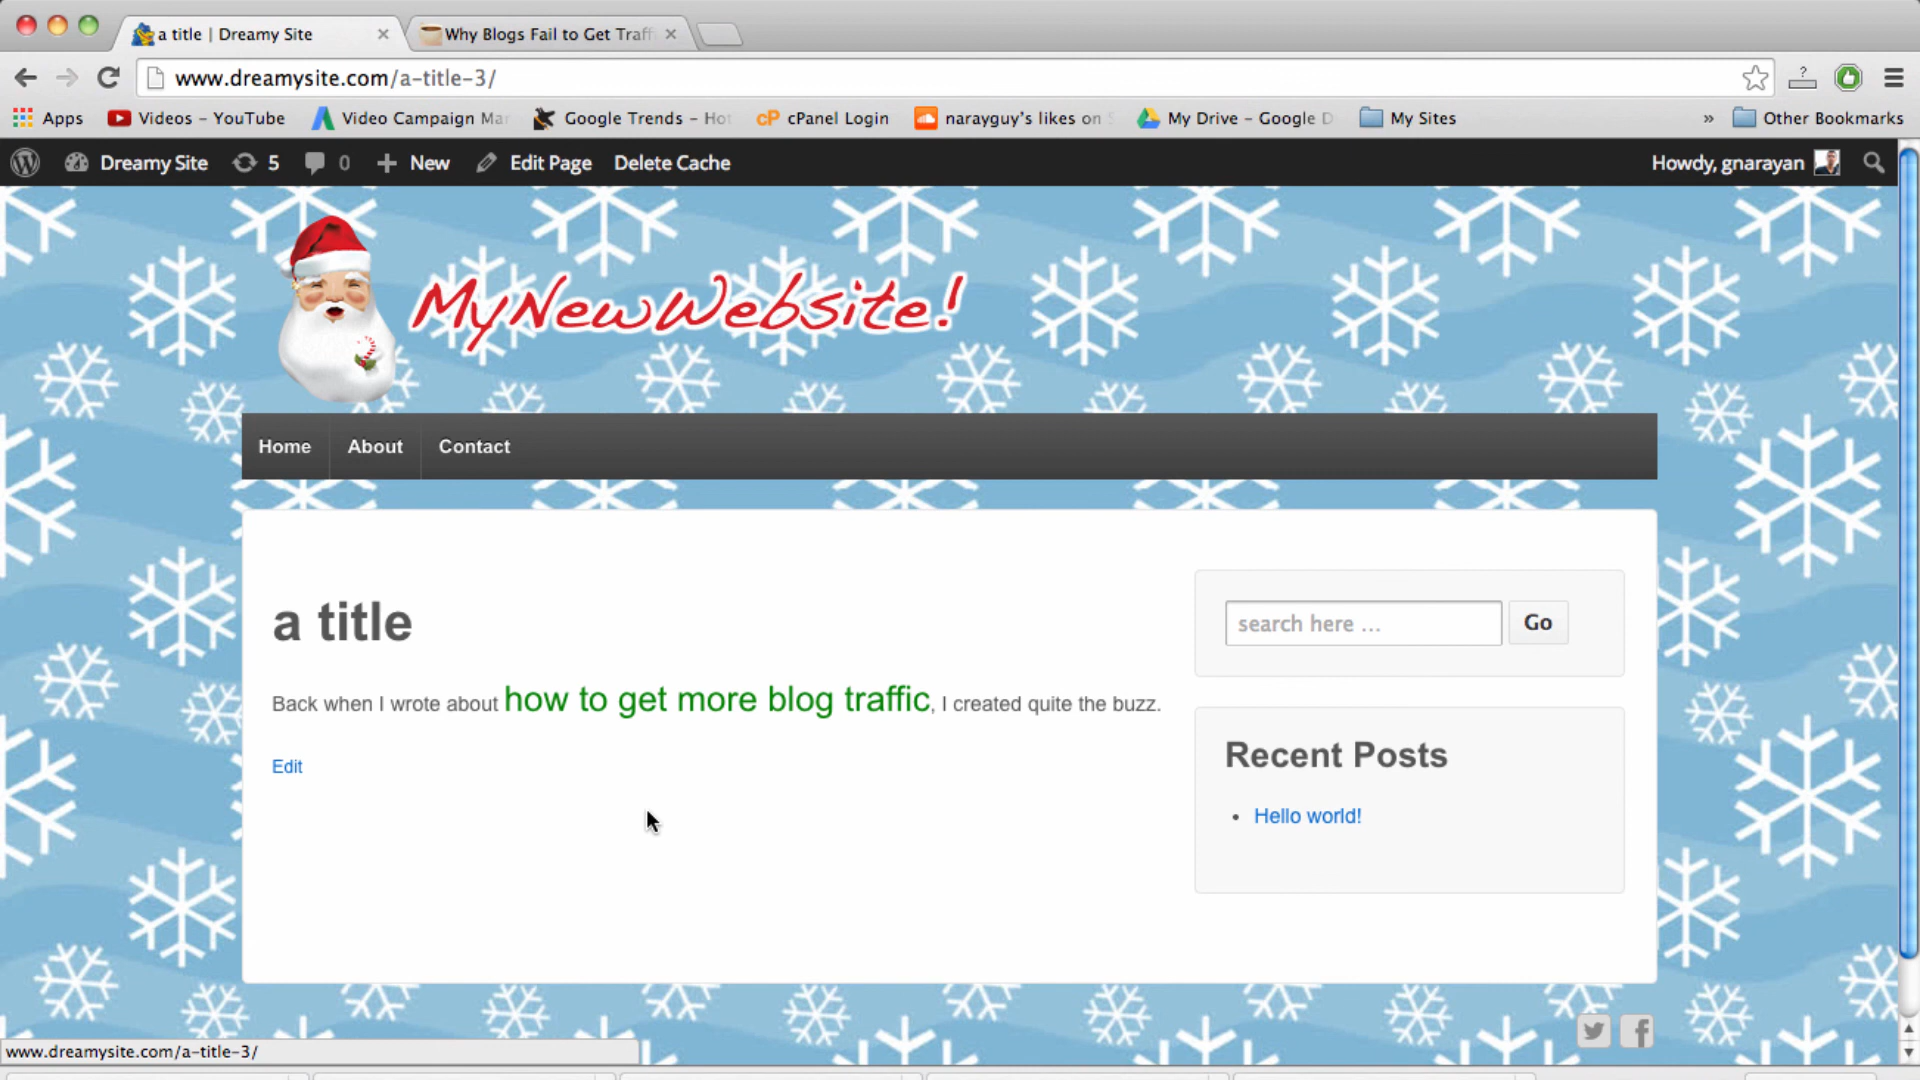 a title | Dreamy Site
Why Blogs Fail to Get Traff
www.dreamysite.com/a-title-3/
?
Apps
Videos - YouTube
Video Campaign Ma
Google Trends - Hot
cP cPanel Login
narayguy's likes on S
My Drive - Google D
My Sites
»
Other Bookmarks
Dreamy Site
5
0
New
Edit Page
Delete Cache
Howdy, gnarayan
MyNewWebsite!
Home
About
Contact
a title
search here ...
Go
Back when I wrote about how to get more blog traffic, I created quite the buzz.
Recent Posts
Edit
Hello world!
www.dreamysite.com/a-title-3/